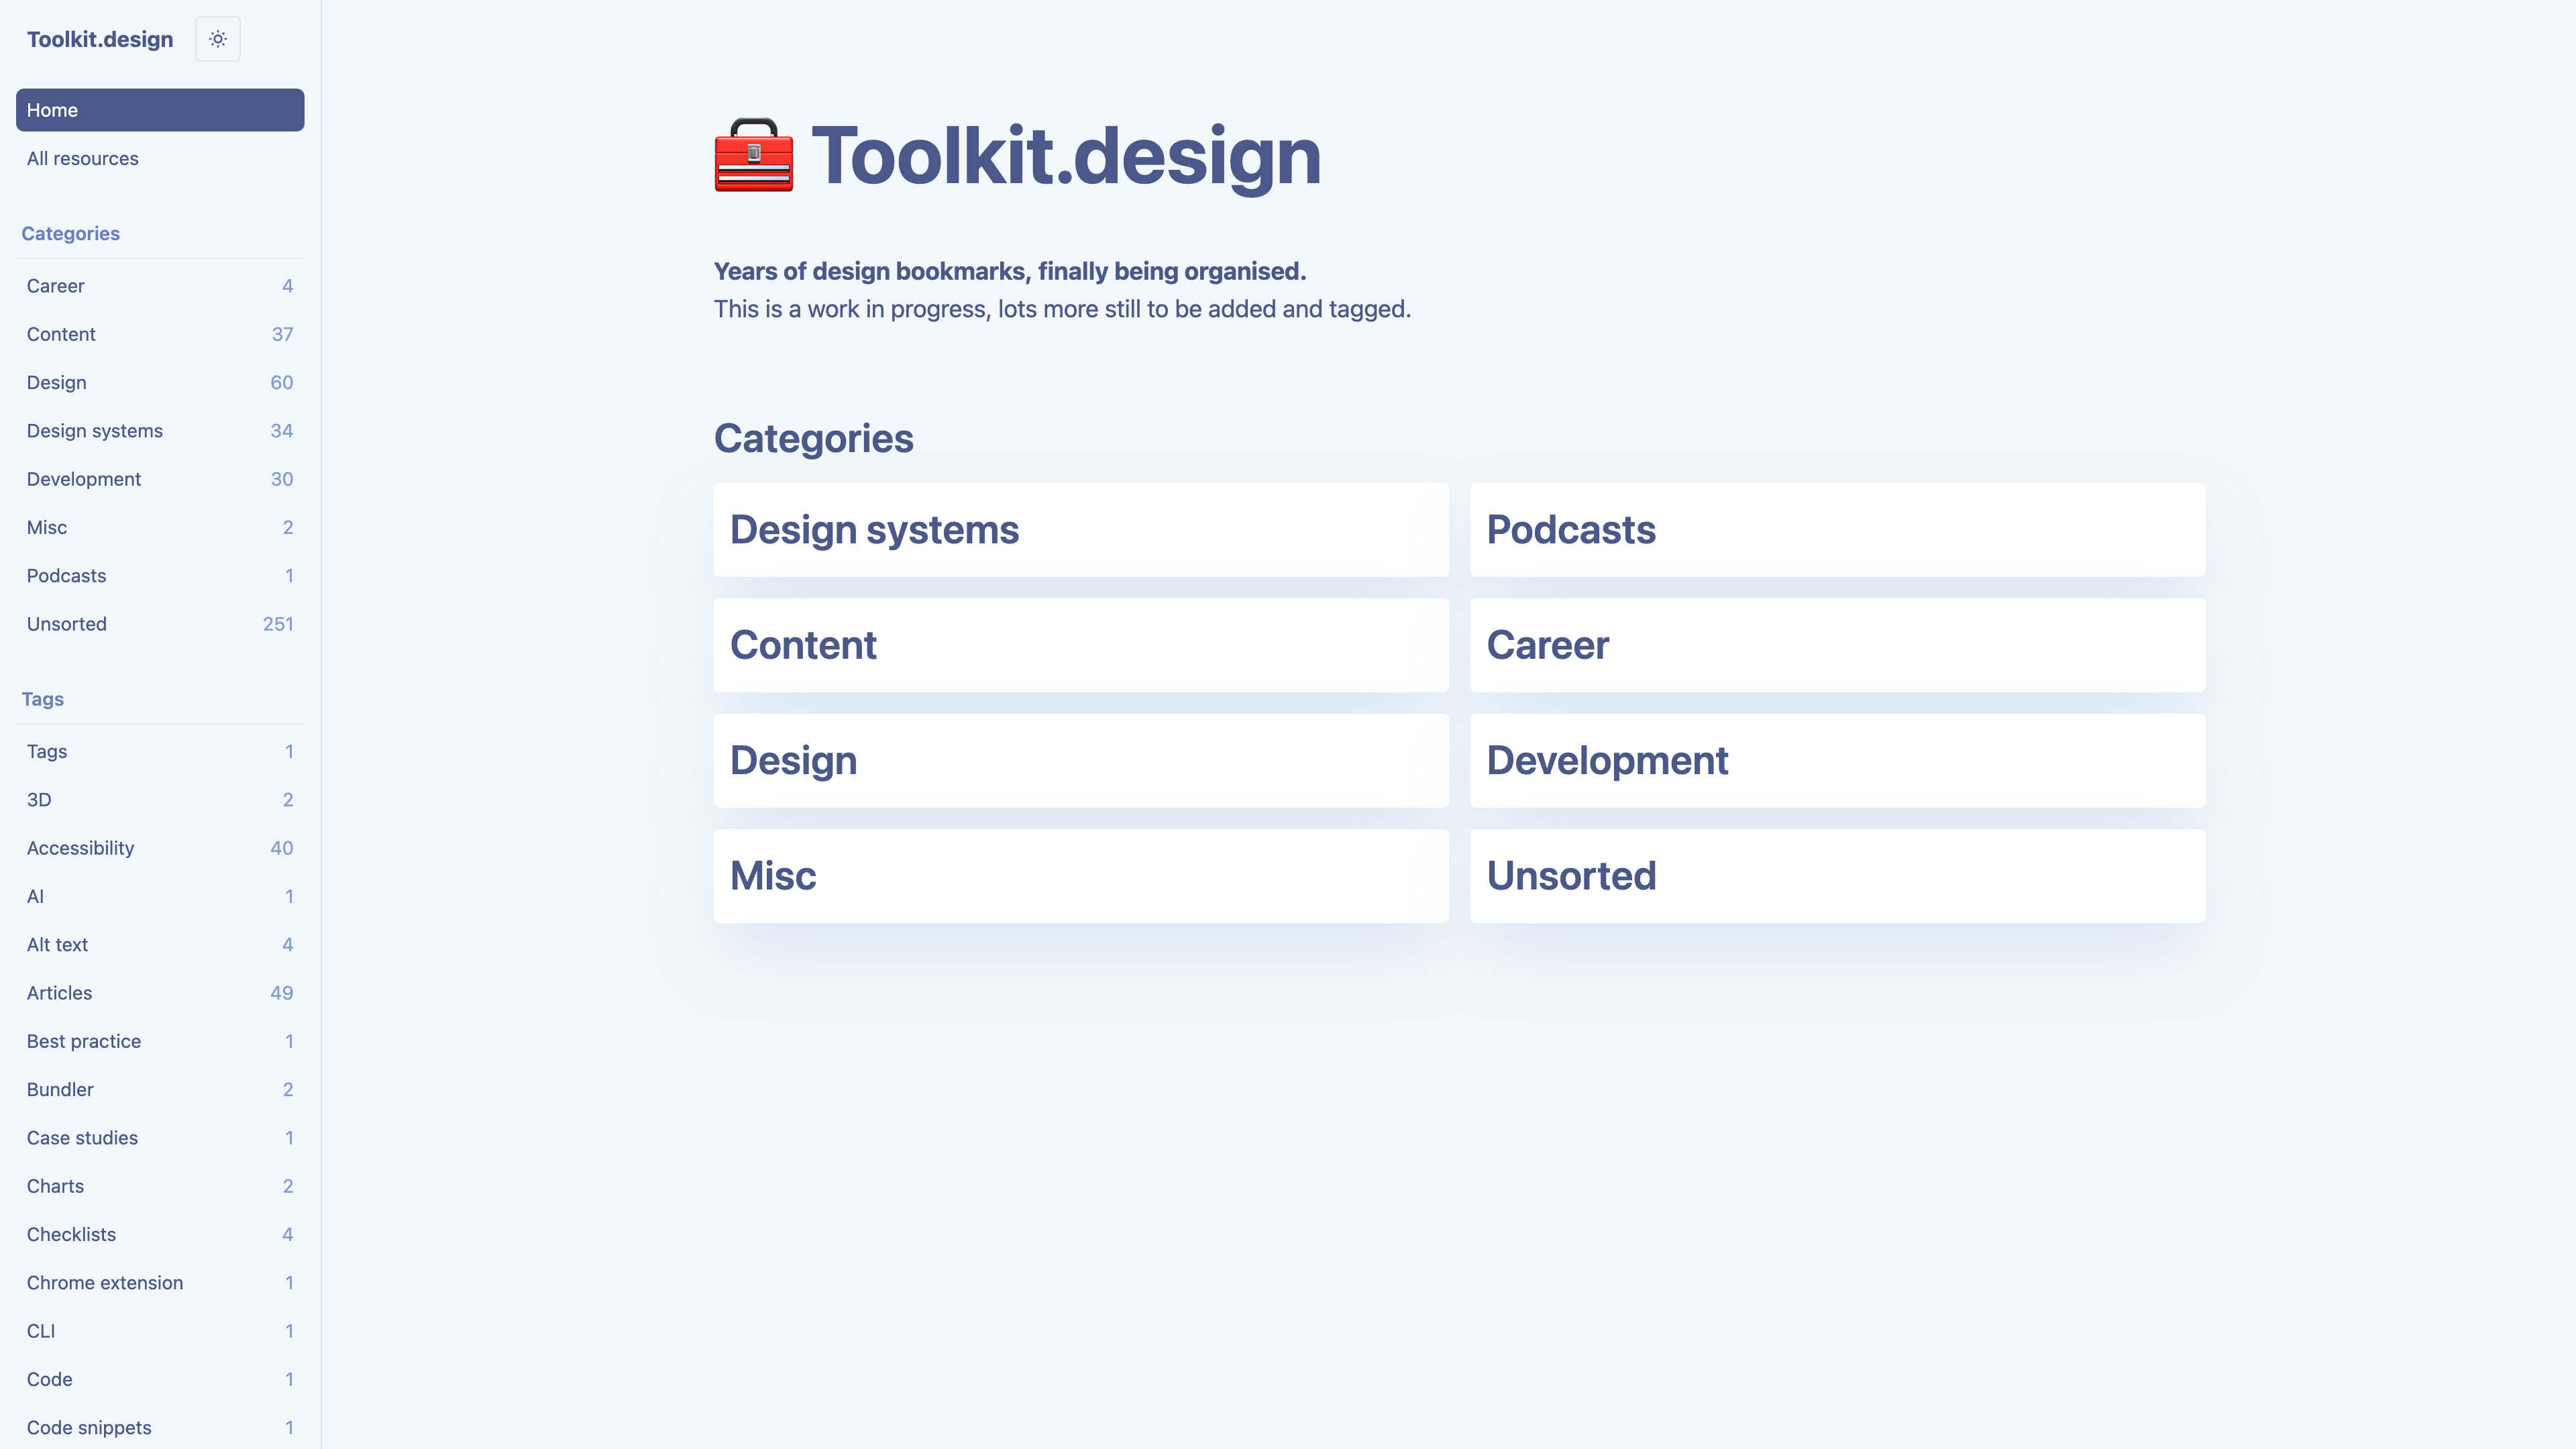 Toolkit.design
Home
All resources
Categories
Career 4
Content 37
Design 60
Design systems 34
Development 30
Misc 2
Podcasts 1
Unsorted 251
Tags
Tags 1
3D 2
Accessibility 40
AI 1
Alt text 4
Articles 49
Best practice 1
Bundler 2
Case studies 1
Charts 2
Checklists 4
Chrome extension 1
CLI 1
Code 1
Code snippets 1
Toolkit.design
Years of design bookmarks, finally being organised.
This is a work in progress, lots more still to be added and tagged.
Categories
Design systems
Podcasts
Content
Career
Design
Development
Misc
Unsorted